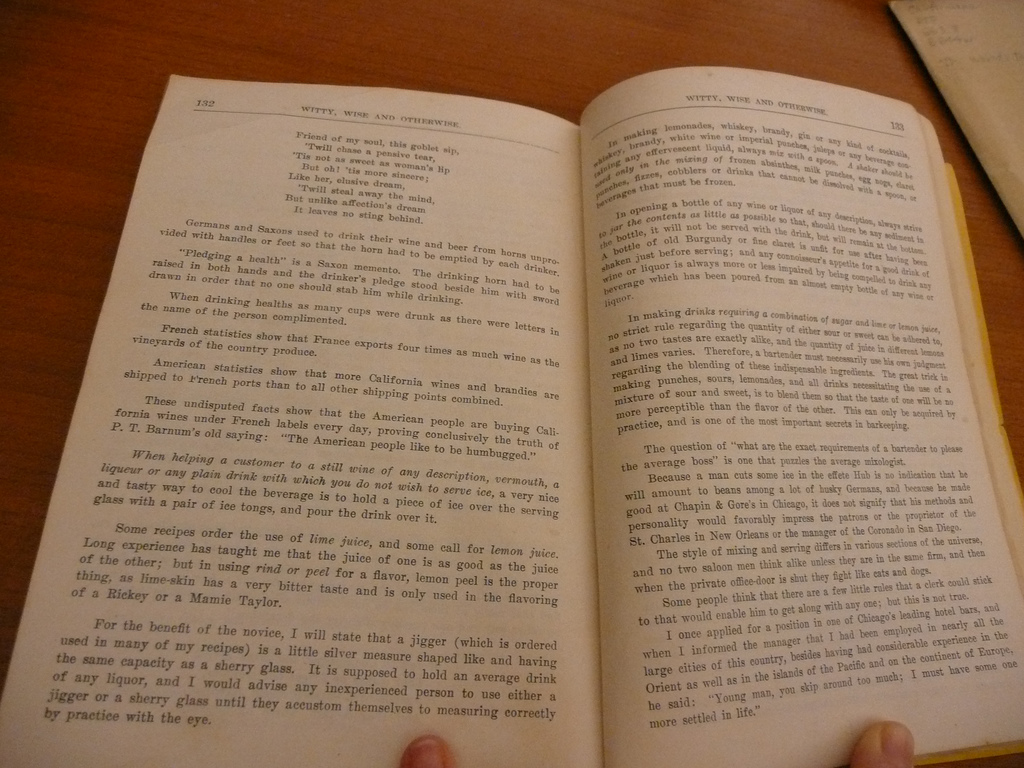 132
WITTY, WISE AND OTHERWISE.
Friend of my soul, this goblet sip,
'Twill chase a pensive tear,
'Tis not as sweet as woman's lip
But oh! 'tis more sincere;
Like her, elusive dream,
'Twill steal away the mind,
But unlike affection's dream
It leaves no sting behind.
Germans and Saxons used to drink their wine and beer from horns unpro-
vided with handles or feet so that the horn had to be emptied by each drinker.
"Pledging a health" is a Saxon memento. The drinking horn had to be
raised in both hands and the drinker's pledge stood beside him with sword
drawn in order that no one should stab him while drinking.
When drinking healths as many cups were drunk as there were letters in
the name of the person complimented.
French statistics show that France exports four times as much wine as the
vineyards of the country produce.
American statistics show that more California wines and brandies are
shipped to French ports than to all other shipping points combined.
These undisputed facts show that the American people are buying Cali-
fornia wines under French labels every day, proving conclusively the truth of
P. T. Barnum's old saying: "The American people like to be humbugged."
When helping a customer to a still wine of any description, vermouth, a
liqueur or any plain drink with which you do not wish to serve ice, a very nice
and tasty way to cool the beverage is to hold a piece of ice over the serving
glass with a pair of ice tongs, and pour the drink over it.
Some recipes order the use of lime juice, and some call for lemon juice.
Long experience has taught me that the juice of one is as good as the juice
of the other; but in using rind or peel for a flavor, lemon peel is the proper
thing, as lime-skin has a very bitter taste and is only used in the flavoring
of a Rickey or a Mamie Taylor.
For the benefit of the novice, I will state that a jigger (which is ordered
used in many of my recipes) is a little silver measure shaped like and having
the same capacity as a sherry glass. It is supposed to hold an average drink
of any liquor, and I would advise any inexperienced person to use either a
jigger or a sherry glass until they accustom themselves to measuring correctly
by practice with the eye.
WITTY, WISE AND OTHERWISE.
133
In making lemonades, whiskey, brandy, gin or any kind of cocktails,
whiskey, brandy, white wine or imperial punches, juleps or any beverage con-
taining any effervescent liquid, always mix with a spoon. A shaker should be
used only in the mixing of frozen absinthes, milk punches, egg nogs, claret
punches, fizzes, cobblers or drinks that cannot be dissolved with a spoon, or
beverages that must be frozen.
In opening a bottle of any wine or liquor of any description, always strive
to jar the contents as little as possible so that, should there be any sediment in
the bottle, it will not be served with the drink, but will remain at the bottom.
A bottle of old Burgundy or fine claret is unfit for use after having been
shaken just before serving; and any connoisseur's appetite for a good drink of
wine or liquor is always more or less impaired by being compelled to drink any
beverage which has been poured from an almost empty bottle of any wine or
liquor.
In making drinks requiring a combination of sugar and lime or lemon juice,
no strict rule regarding the quantity of either sour or sweet can be adhered to,
as no two tastes are exactly alike, and the quantity of juice in different lemons
and limes varies. Therefore, a bartender must necessarily use his own judgment
regarding the blending of these indispensable ingredients. The great trick in
making punches, sours, lemonades, and all drinks necessitating the use of a
mixture of sour and sweet, is to blend them so that the taste of one will be no
more perceptible than the flavor of the other. This can only be acquired by
practice, and is one of the most important secrets in barkeeping.
The question of "what are the exact requirements of a bartender to please
the average boss" is one that puzzles the average mixologist.
Because a man cuts some ice in the effete Hub is no indication that he
will amount to beans among a lot of husky Germans, and because he made
good at Chapin & Gore's in Chicago, it does not signify that his methods and
personality would favorably impress the patrons or the proprietor of the
St. Charles in New Orleans or the manager of the Coronado in San Diego.
The style of mixing and serving differs in various sections of the universe,
and no two saloon men think alike unless they are in the same firm, and then
when the private office-door is shut they fight like cats and dogs.
Some people think that there are a few little rules that a clerk could stick
to that would enable him to get along with any one; but this is not true.
I once applied for a position in one of Chicago's leading hotel bars, and
when I informed the manager that I had been employed in nearly all the
large cities of this country, besides having had considerable experience in the
Orient as well as in the islands of the Pacific and on the continent of Europe,
he said: "Young man, you skip around too much; I must have some one
more settled in life."